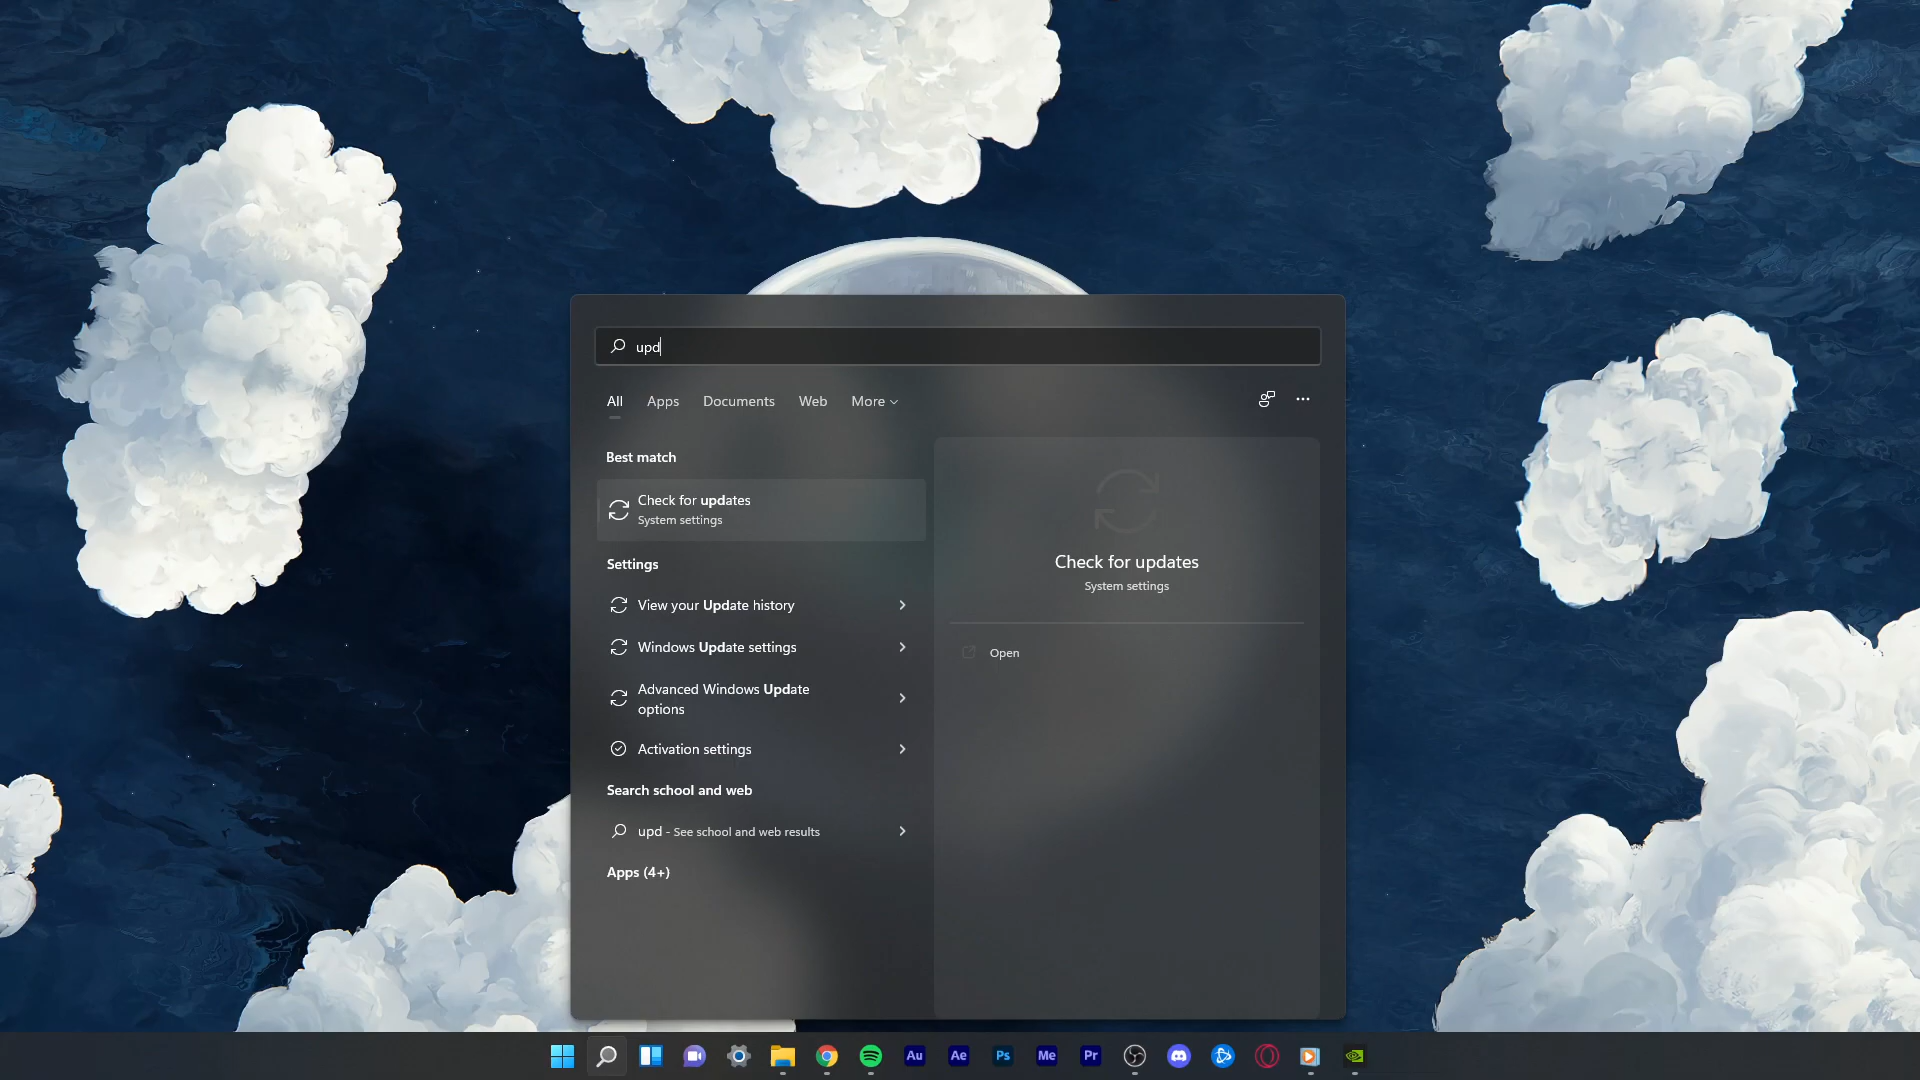 upd
All Apps Documents Web More
Best match
Check for updates
System settings
Settings
View your Update history
Windows Update settings
Advanced Windows Update
options
Activation settings
Search school and web
upd - See school and web results
Apps (4+)
Check for updates
System settings
Open
Au Ae Ps Me Pr